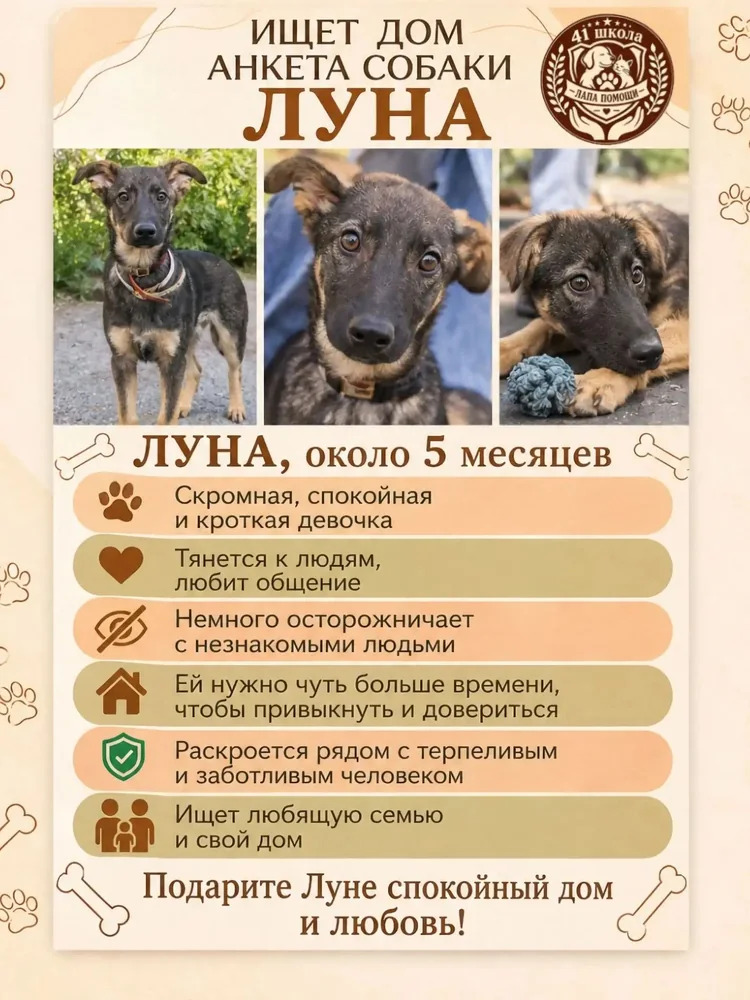 ИЩЕТ ДОМ
АНКЕТА СОБАКИ
ЛУНА
41 школа
ЛАПА ПОМОЩИ
ЛУНА, около 5 месяцев
Скромная, спокойная
и кроткая девочка
Тянется к людям,
любит общение
Немного осторожничает
с незнакомыми людьми
Ей нужно чуть больше времени,
чтобы привыкнуть и довериться
Раскроется рядом с терпеливым
и заботливым человеком
Ищет любящую семью
и свой дом
Подарите Луне спокойный дом
и любовь!